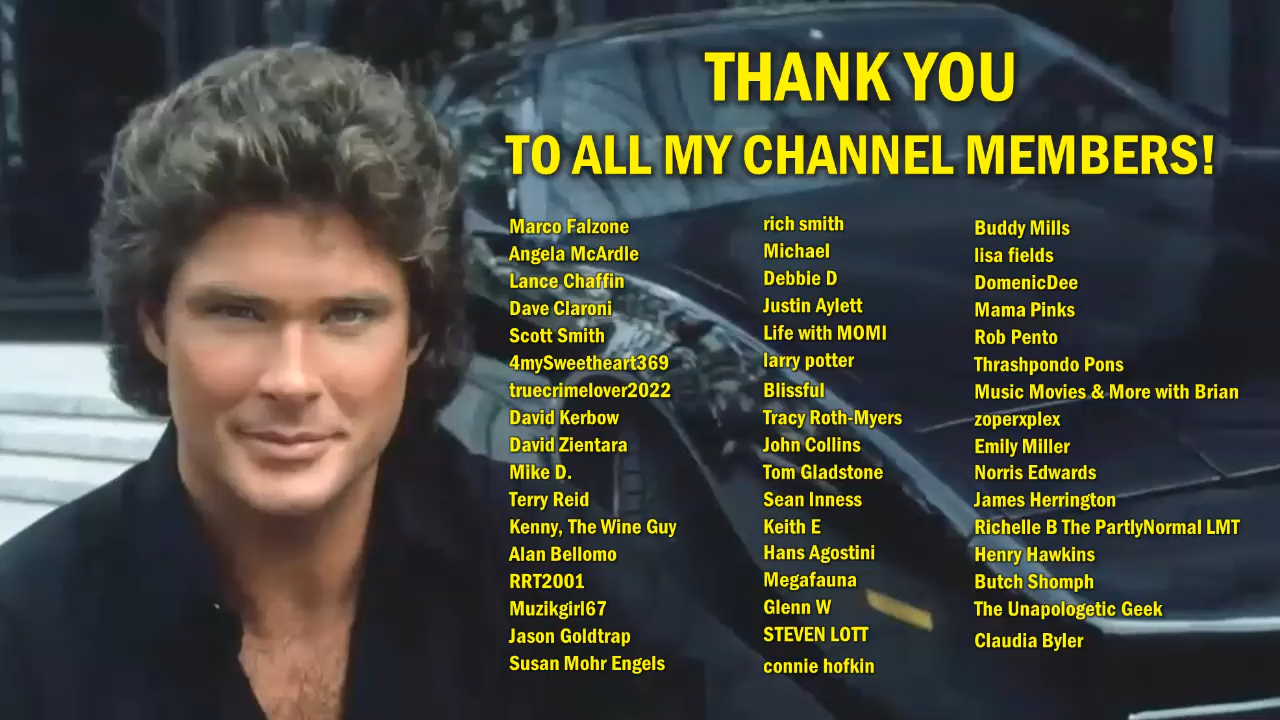 THANK YOU
TO ALL MY CHANNEL MEMBERS!
Marco Falzone
Angela McArdle
Lance Chaffin
Dave Claroni
Scott Smith
4mySweetheart369
truecrimelover2022
David Kerbow
David Zientara
Mike D.
Terry Reid
Kenny, The Wine Guy
Alan Bellomo
RRT2001
Muzikgirl67
Jason Goldtrap
Susan Mohr Engels
rich smith
Michael
Debbie D
Justin Aylett
Life with MOMI
larry potter
Blissful
Tracy Roth-Myers
John Collins
Tom Gladstone
Sean Inness
Keith E
Hans Agostini
Megafauna
Glenn W
STEVEN LOTT
connie hofkin
Buddy Mills
lisa fields
DomenicDee
Mama Pinks
Rob Pento
Thrashpondo Pons
Music Movies & More with Brian
zoperxplex
Emily Miller
Norris Edwards
James Herrington
Richelle B The PartlyNormal LMT
Henry Hawkins
Butch Shomph
The Unapologetic Geek
Claudia Byler